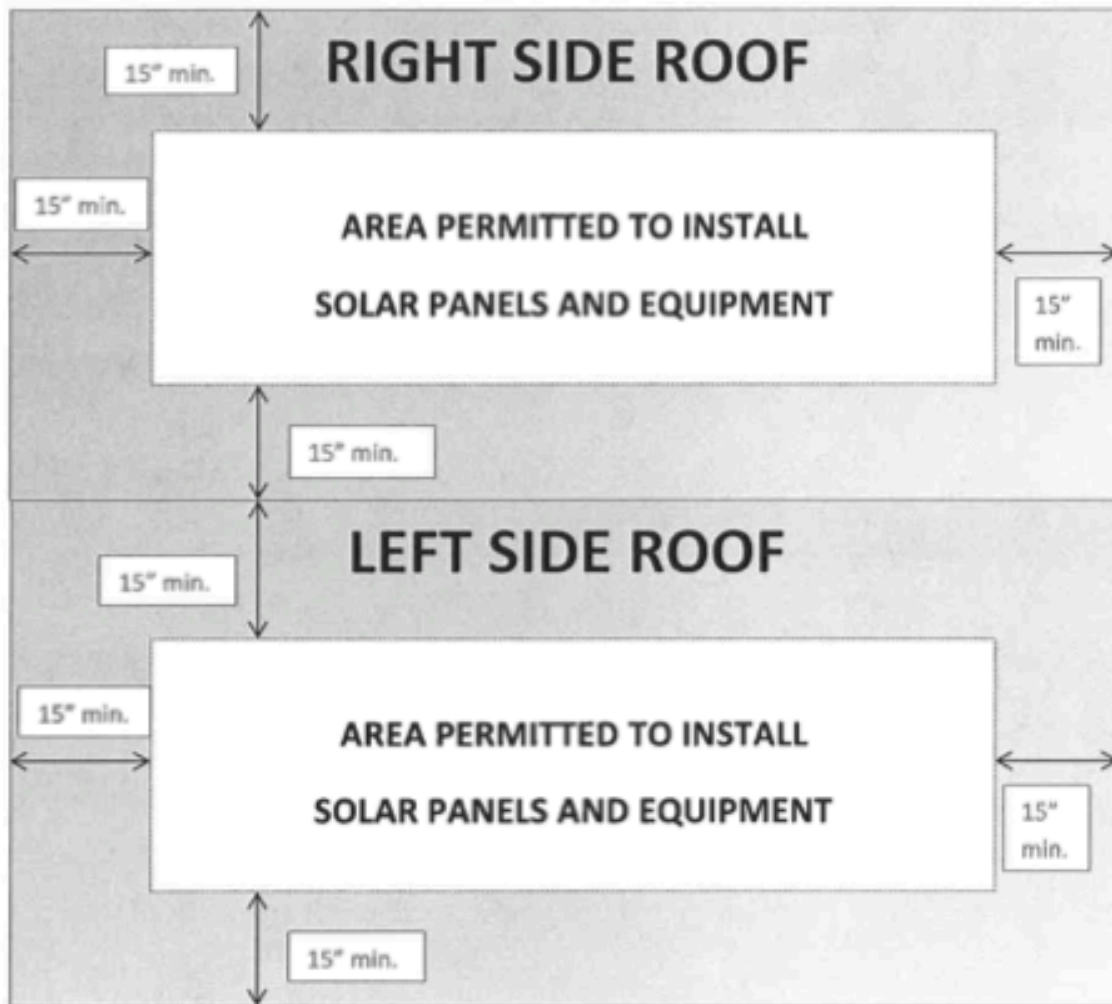 RIGHT SIDE ROOF
15" min.
15" min.
AREA PERMITTED TO INSTALL
SOLAR PANELS AND EQUIPMENT
15"
min.
15" min.
LEFT SIDE ROOF
15" min.
15" min.
AREA PERMITTED TO INSTALL
SOLAR PANELS AND EQUIPMENT
15"
min.
15" min.